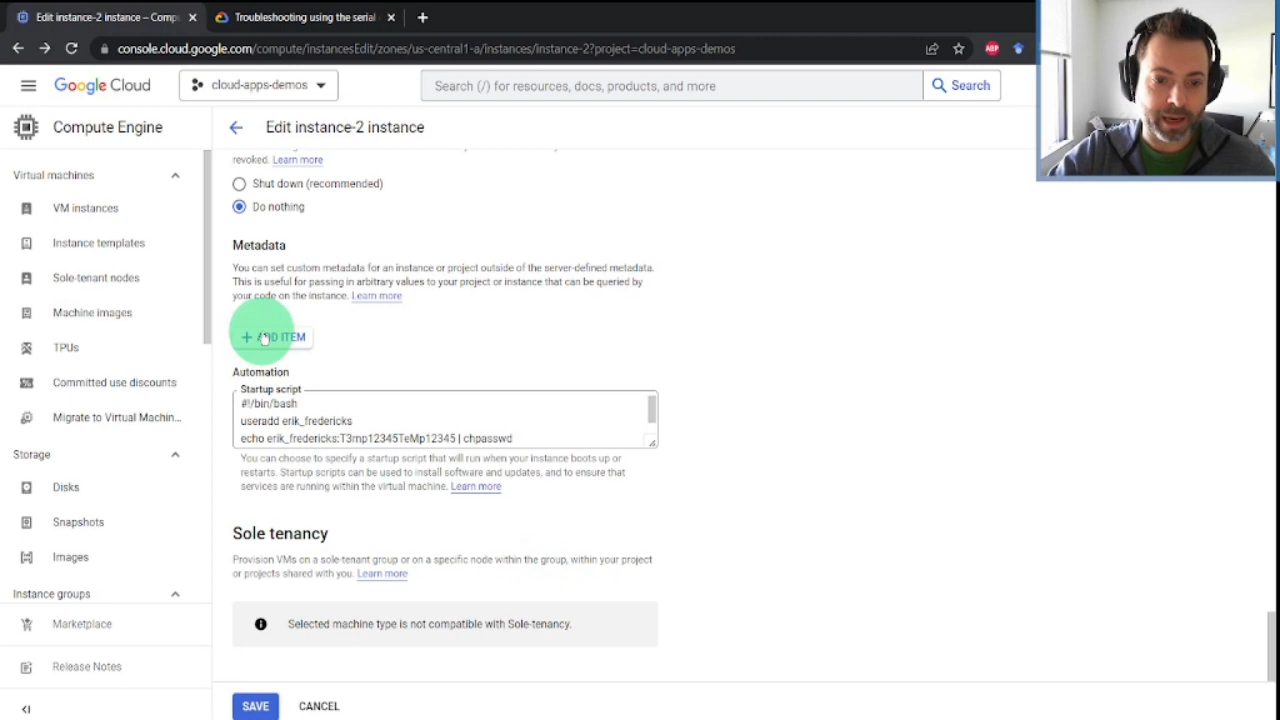 Edit instance-2 instance – Comp
Troubleshooting using the serial
console.cloud.google.com/compute/instancesEdit/zones/us-central1-a/instances/instance-2?project=cloud-apps-demos
ABP
Google Cloud
cloud-apps-demos
Search (/) for resources, docs, products, and more
Search
Compute Engine
Edit instance-2 instance
Virtual machines
VM instances
Instance templates
Sole-tenant nodes
Machine images
TPUs
Committed use discounts
Migrate to Virtual Machin...
Storage
Disks
Snapshots
Images
Instance groups
Marketplace
Release Notes
revoked. Learn more
Shut down (recommended)
Do nothing
Metadata
You can set custom metadata for an instance or project outside of the server-defined metadata.
This is useful for passing in arbitrary values to your project or instance that can be queried by
your code on the instance. Learn more
+ ADD ITEM
Automation
Startup script
#!/bin/bash
useradd erik_fredericks
echo erik_fredericks:T3mp12345TeMp12345 | chpasswd
You can choose to specify a startup script that will run when your instance boots up or
restarts. Startup scripts can be used to install software and updates, and to ensure that
services are running within the virtual machine. Learn more
Sole tenancy
Provision VMs on a sole-tenant group or on a specific node within the group, within your project
or projects shared with you. Learn more
Selected machine type is not compatible with Sole-tenancy.
SAVE
CANCEL